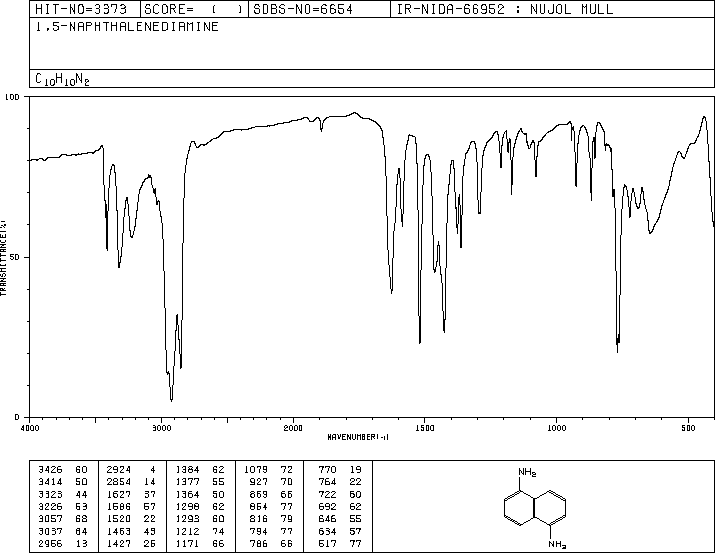 HIT-NO=3373 SCORE= ( ) SDBS-NO=6654 IR-NIDA-66952 : NUJOL MULL
1,5-NAPHTHALENEDIAMINE
C10H10N2
100
50
0
TRANSMITTANCE(%)
4000 3000 2000 1500 1000 500
WAVENUMBER(-1)
3426 60 2924 4 1384 62 1079 72 770 19
3414 50 2854 14 1377 55 927 70 764 22
3323 44 1627 37 1364 50 869 66 722 60
3226 53 1586 57 1298 62 854 77 692 62
3057 68 1520 22 1293 60 816 79 646 55
3037 64 1463 43 1212 74 794 77 634 57
2956 13 1427 25 1171 66 786 66 517 77
NH2
NH2